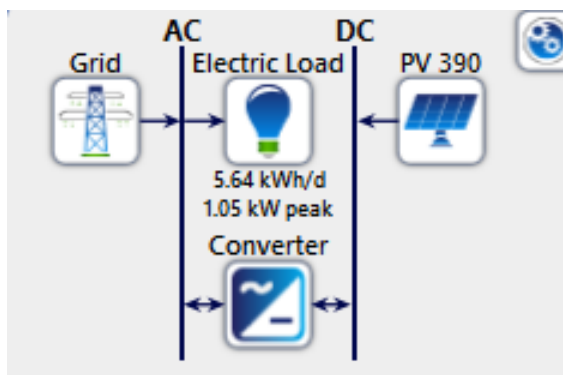 AC DC
Grid Electric Load PV 390
5.64 kWh/d
1.05 kW peak
Converter